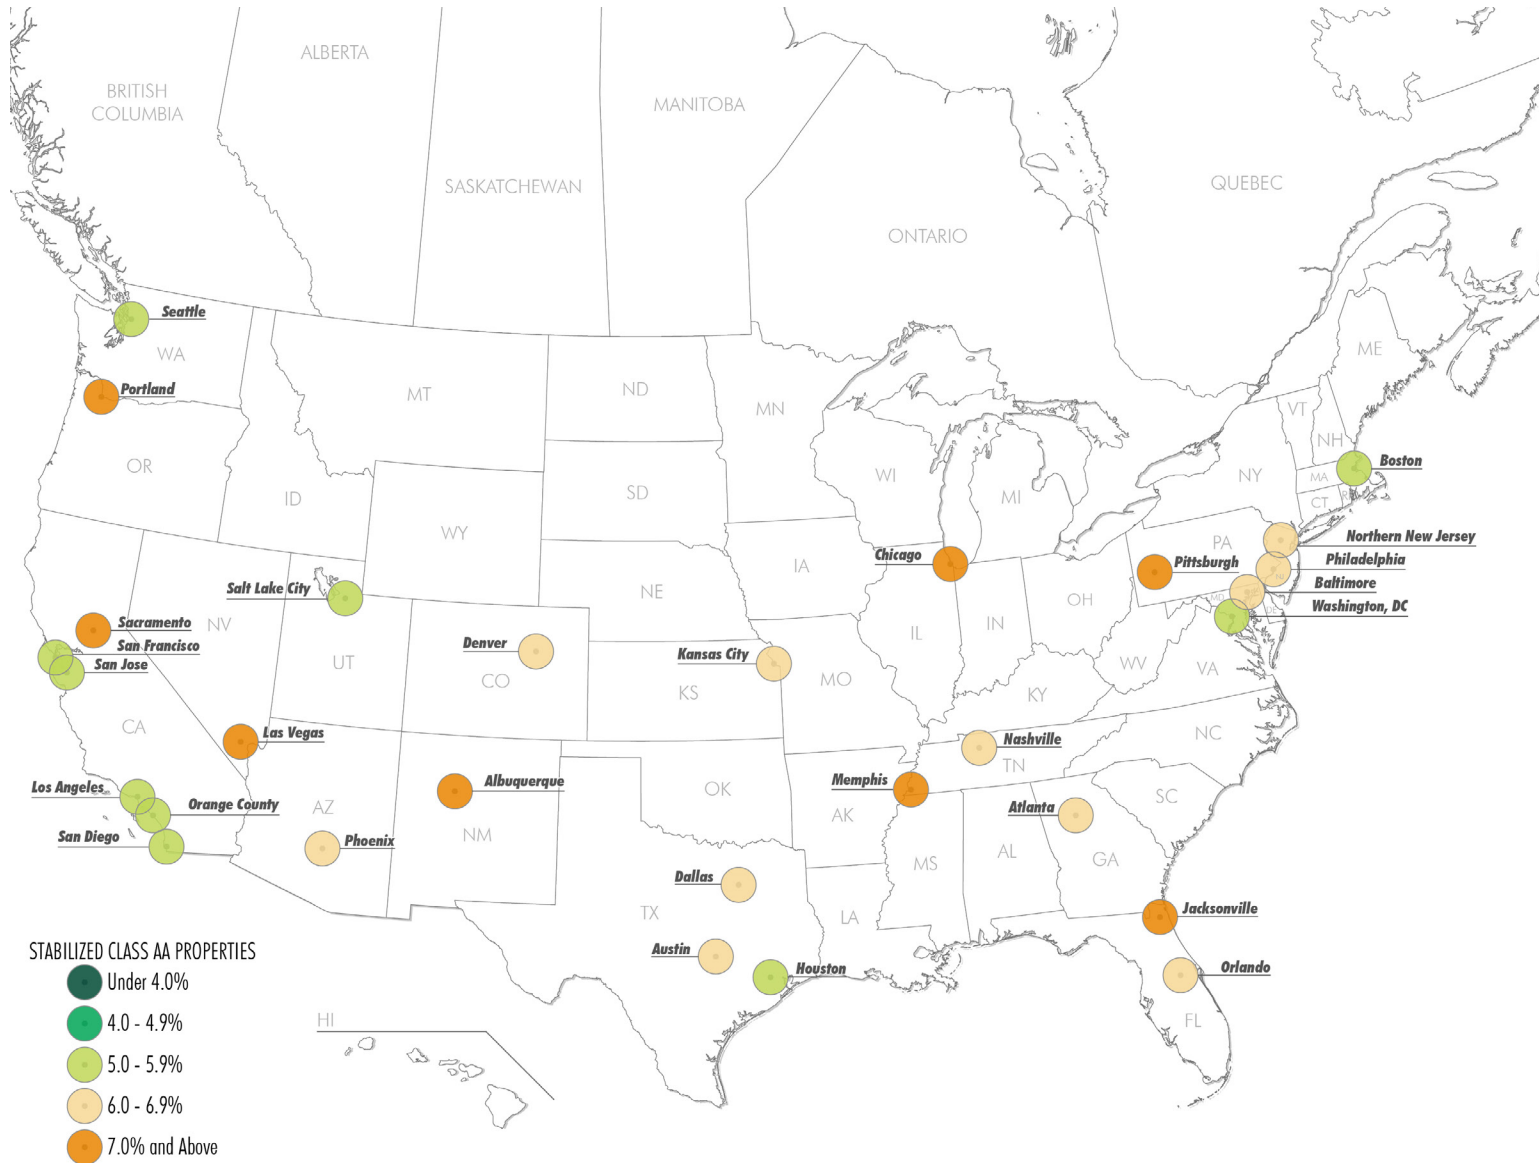 ALBERTA
BRITISH
COLUMBIA
MANITOBA
SASKATCHEWAN
QUEBEC
ONTARIO
Seattle
WA
ME
Portland
MT
ND
MN
VT
OR
NH
WI
NY
Boston
MA
ID
SD
MI
CT
RI
WY
PA
Northern New Jersey
Chicago
Pittsburgh
Philadelphia
IA
NJ
Salt Lake City
NE
OH
Baltimore
MD
DE
Washington, DC
Sacramento
NV
IL
IN
San Francisco
Denver
Kansas City
San Jose
UT
CO
KS
MO
WV
VA
KY
CA
Las Vegas
Nashville
NC
TN
Los Angeles
Albuquerque
Memphis
OK
SC
Orange County
AZ
Atlanta
AK
San Diego
Phoenix
NM
AL
GA
MS
Dallas
TX
LA
Jacksonville
Austin
Houston
Orlando
FL
HI
STABILIZED CLASS AA PROPERTIES
Under 4.0%
4.0 - 4.9%
5.0 - 5.9%
6.0 - 6.9%
7.0% and Above